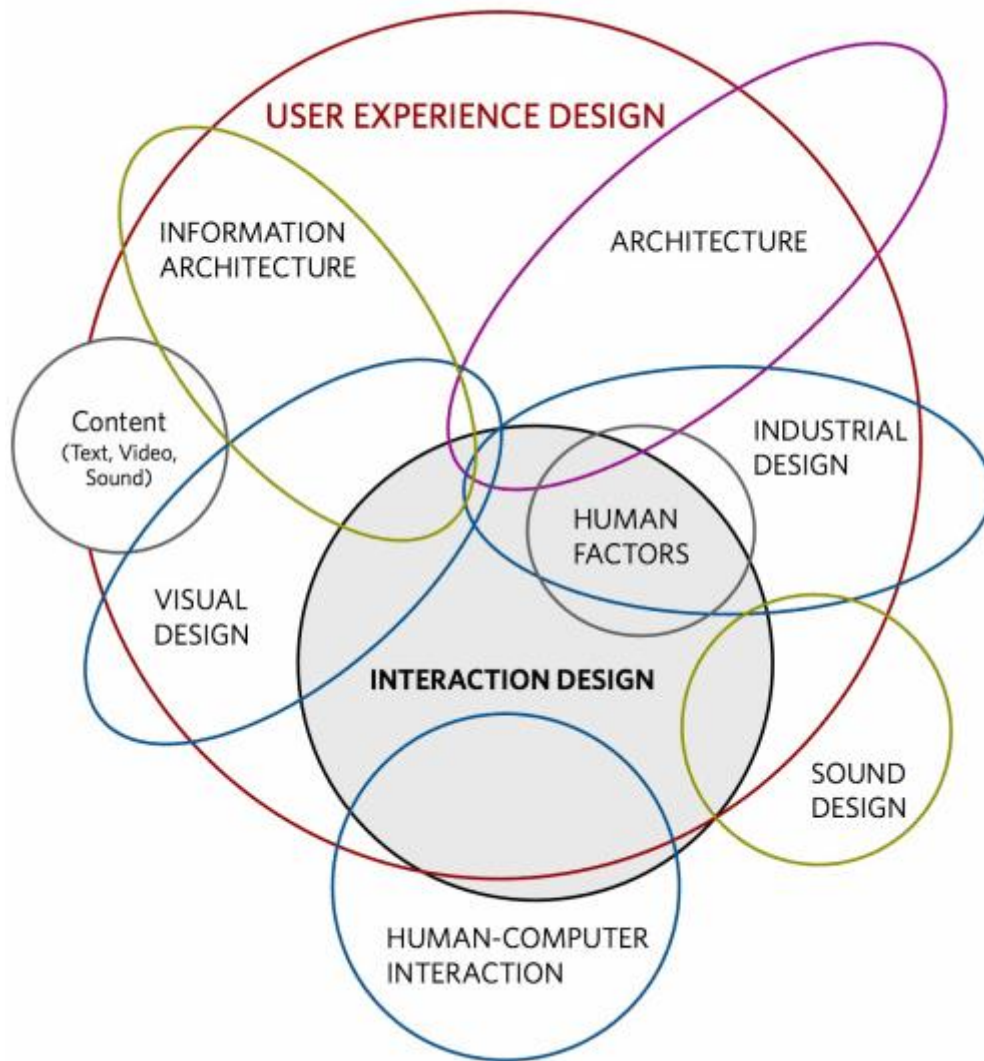 USER EXPERIENCE DESIGN
INFORMATION
ARCHITECTURE
ARCHITECTURE
Content
(Text, Video,
Sound)
INDUSTRIAL
DESIGN
HUMAN
FACTORS
VISUAL
DESIGN
INTERACTION DESIGN
SOUND
DESIGN
HUMAN-COMPUTER
INTERACTION